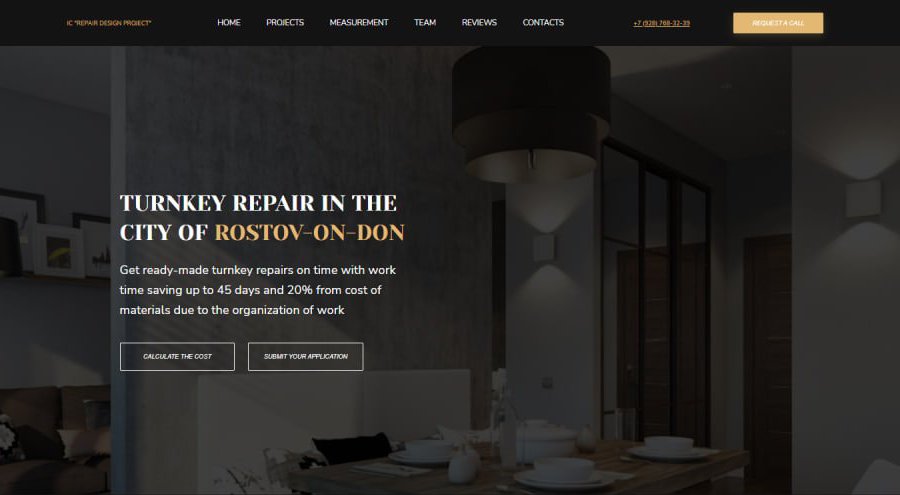 IC "REPAIR DESIGN PROJECT"
HOME PROJECTS MEASUREMENT TEAM REVIEWS CONTACTS
+7 (928) 768-32-39
REQUEST A CALL
TURNKEY REPAIR IN THE
CITY OF ROSTOV-ON-DON
Get ready-made turnkey repairs on time with work
time saving up to 45 days and 20% from cost of
materials due to the organization of work
CALCULATE THE COST
SUBMIT YOUR APPLICATION